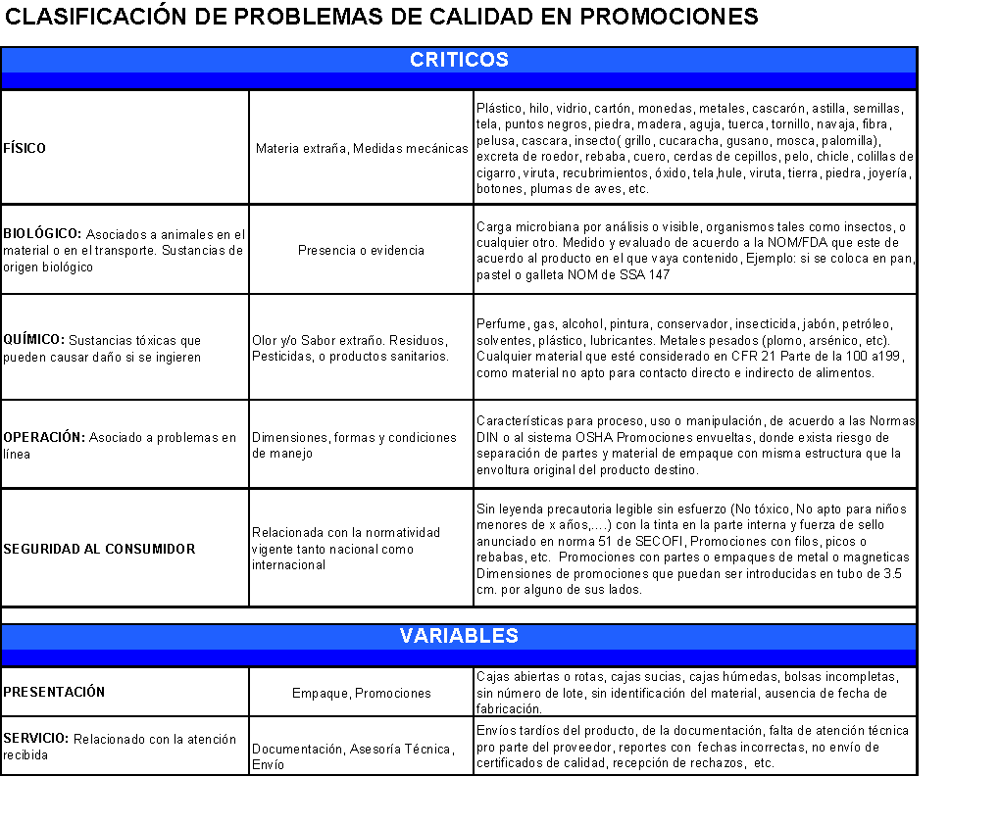 CLASIFICACIÓN DE PROBLEMAS DE CALIDAD EN PROMOCIONES
CRITICOS
FÍSICO
Materia extraña, Medidas mecánicas
Plástico, hilo, vidrio, cartón, monedas, metales, cascarón, astilla, semillas,
tela, puntos negros, piedra, madera, aguja, tuerca, tornillo, navaja, fibra,
pelusa, cascara, insecto( grillo, cucaracha, gusano, mosca, palomilla),
excreta de roedor, rebaba, cuero, cerdas de cepillos, pelo, chicle, colillas de
cigarro, viruta, recubrimientos, óxido, tela,hule, viruta, tierra, piedra, joyería,
botones, plumas de aves, etc.
BIOLÓGICO: Asociados a animales en el
material o en el transporte. Sustancias de
origen biológico
Presencia o evidencia
Carga microbiana por análisis o visible, organismos tales como insectos, o
cualquier otro. Medido y evaluado de acuerdo a la NOM/FDA que este de
acuerdo al producto en el que vaya contenido, Ejemplo: si se coloca en pan,
pastel o galleta NOM de SSA 147
QUÍMICO: Sustancias tóxicas que
pueden causar daño si se ingieren
Olor y/o Sabor extraño. Residuos,
Pesticidas, o productos sanitarios.
Perfume, gas, alcohol, pintura, conservador, insecticida, jabón, petróleo,
solventes, plástico, lubricantes. Metales pesados (plomo, arsénico, etc).
Cualquier material que esté considerado en CFR 21 Parte de la 100 a199,
como material no apto para contacto directo e indirecto de alimentos.
OPERACIÓN: Asociado a problemas en
línea
Dimensiones, formas y condiciones
de manejo
Características para proceso, uso o manipulación, de acuerdo a las Normas
DIN o al sistema OSHA Promociones envueltas, donde exista riesgo de
separación de partes y material de empaque con misma estructura que la
envoltura original del producto destino.
SEGURIDAD AL CONSUMIDOR
Relacionada con la normatividad
vigente tanto nacional como
internacional
Sin leyenda precautoria legible sin esfuerzo (No tóxico, No apto para niños
menores de x años,....) con la tinta en la parte interna y fuerza de sello
anunciado en norma 51 de SECOFI, Promociones con filos, picos o
rebabas, etc. Promociones con partes o empaques de metal o magneticas
Dimensiones de promociones que puedan ser introducidas en tubo de 3.5
cm. por alguno de sus lados.
VARIABLES
PRESENTACIÓN
Empaque, Promociones
Cajas abiertas o rotas, cajas sucias, cajas húmedas, bolsas incompletas,
sin número de lote, sin identificación del material, ausencia de fecha de
fabricación.
SERVICIO: Relacionado con la atención
recibida
Documentación, Asesoría Técnica,
Envío
Envíos tardíos del producto, de la documentación, falta de atención técnica
pro parte del proveedor, reportes con fechas incorrectas, no envío de
certificados de calidad, recepción de rechazos, etc.